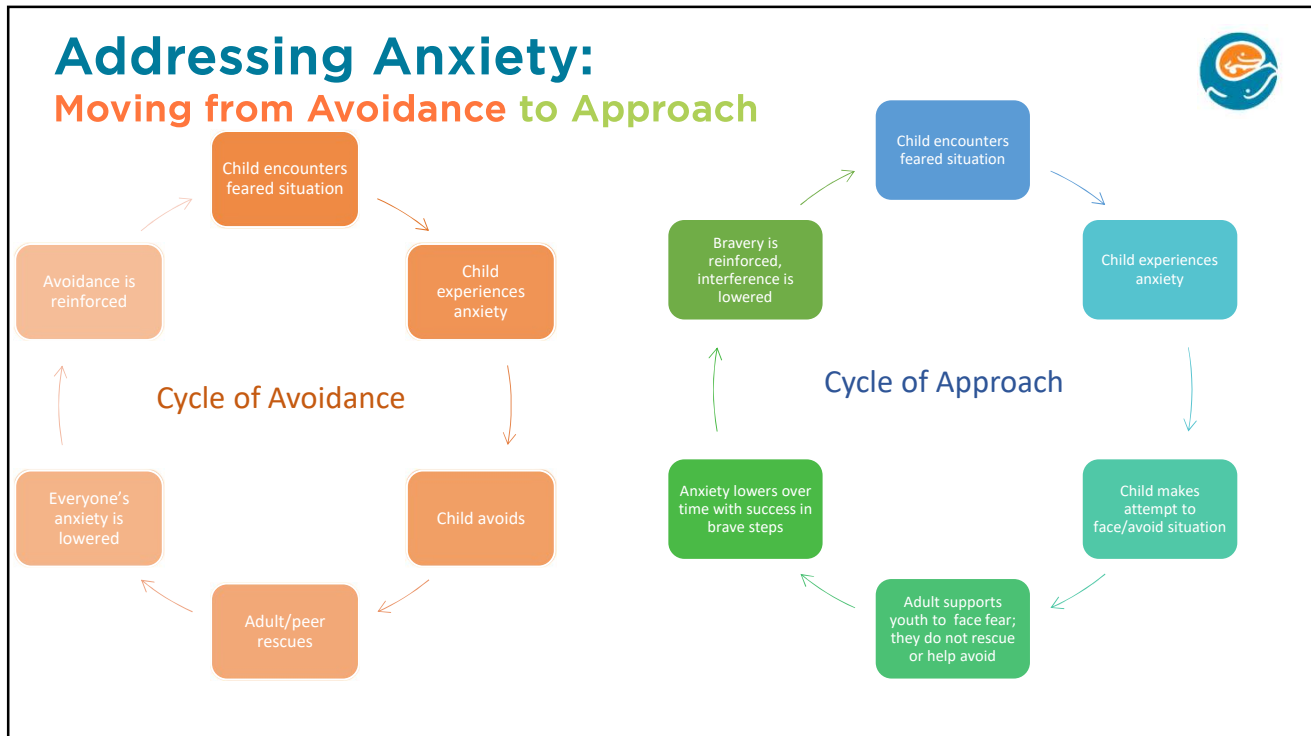 Addressing Anxiety:
Moving from Avoidance to Approach
Child encounters
feared situation
Child
experiences
anxiety
Child avoids
Adult/peer
rescues
Everyone's
anxiety is
lowered
Avoidance is
reinforced
Cycle of Avoidance
Child encounters
feared situation
Child experiences
anxiety
Child makes
attempt to
face/avoid situation
Adult supports
youth to face fear;
they do not rescue
or help avoid
Anxiety lowers over
time with success in
brave steps
Bravery is
reinforced,
interference is
lowered
Cycle of Approach